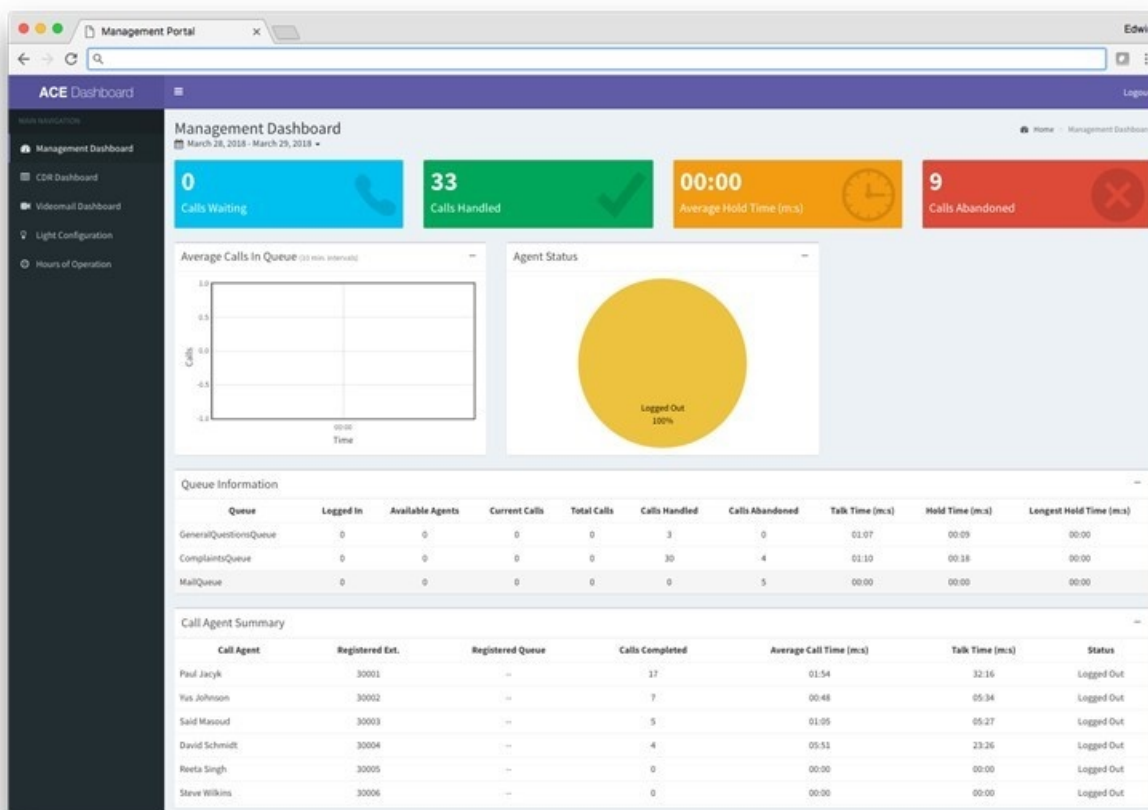 Management Portal
Edwi
ACE Dashboard
Logou
MAIN NAVIGATION
Management Dashboard
CDR Dashboard
Videomail Dashboard
Light Configuration
Hours of Operation
Management Dashboard
March 28, 2018 - March 29, 2018
Home > Management Dashboar
0
Calls Waiting
33
Calls Handled
00:00
Average Hold Time (m:s)
9
Calls Abandoned
Average Calls In Queue (10 min. intervals)
1.0
0.5
0.0
-0.5
-1.0
Calls
00:00
Time
Agent Status
Logged Out
100%
Queue Information
Queue Logged In Available Agents Current Calls Total Calls Calls Handled Calls Abandoned Talk Time (m:s) Hold Time (m:s) Longest Hold Time (m:s)
GeneralQuestionsQueue 0 0 0 0 3 0 01:07 00:09 00:00
ComplaintsQueue 0 0 0 0 30 4 01:10 00:18 00:00
MailQueue 0 0 0 0 0 5 00:00 00:00 00:00
Call Agent Summary
Call Agent Registered Ext. Registered Queue Calls Completed Average Call Time (m:s) Talk Time (m:s) Status
Paul Jacyk 30001 -- 17 01:54 32:16 Logged Out
Yus Johnson 30002 -- 7 00:48 05:34 Logged Out
Said Masoud 30003 -- 5 01:05 05:27 Logged Out
David Schmidt 30004 -- 4 05:51 23:26 Logged Out
Reeta Singh 30005 -- 0 00:00 00:00 Logged Out
Steve Wilkins 30006 -- 0 00:00 00:00 Logged Out